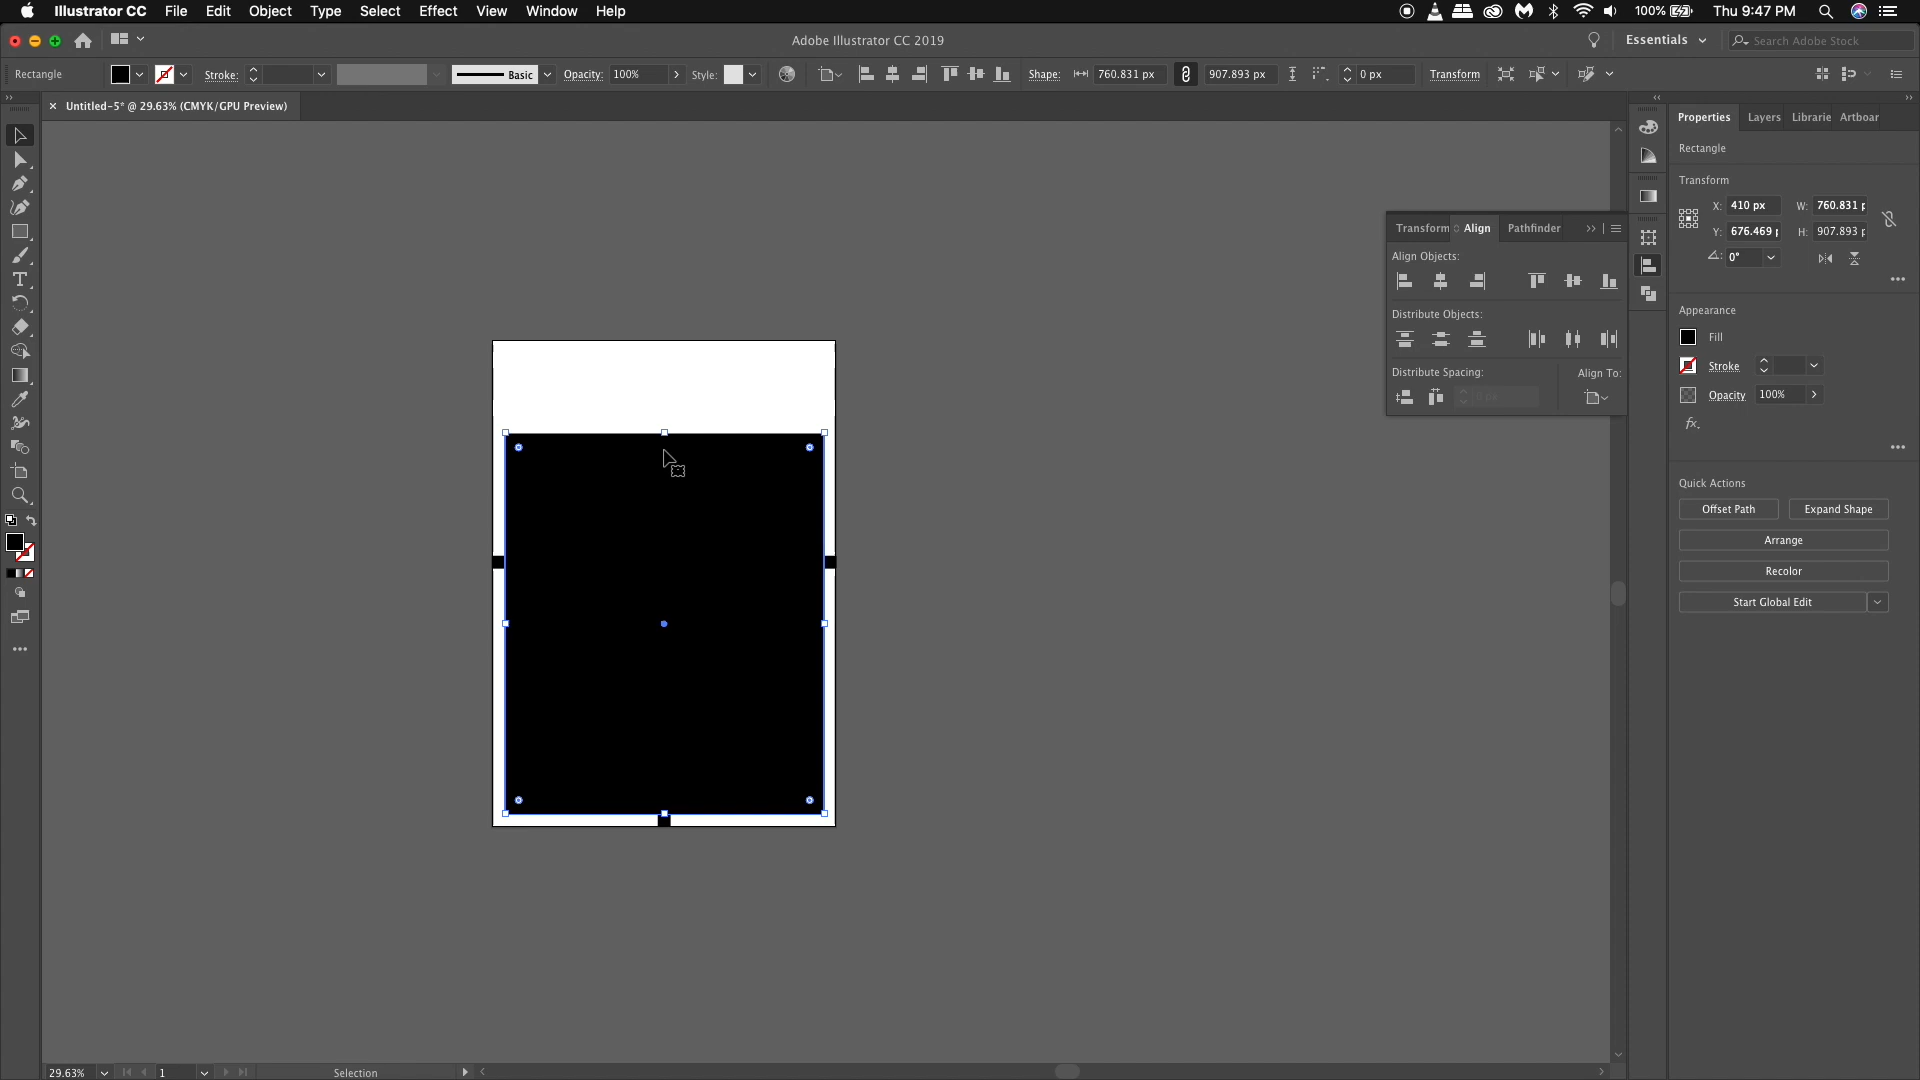 Illustrator CC File Edit Object Type Select Effect View Window Help 100% Thu 9:47 PM
Adobe Illustrator CC 2019 Essentials Search Adobe Stock
Rectangle Stroke: Basic Opacity: 100% Style: Shape: 760.831 px 907.893 px 0 px Transform
× Untitled-5* @ 29.63% (CMYK/GPU Preview)
Properties Layers Librarie Artboar
Rectangle
Transform
X: 410 px W: 760.831 p
Y: 676.469 p H: 907.893 p
0°
Transform Align Pathfinder
Align Objects:
Distribute Objects:
Distribute Spacing: Align To:
0 px
Appearance
Fill
Stroke
Opacity 100%
fx.
Quick Actions
Offset Path Expand Shape
Arrange
Recolor
Start Global Edit
29.63% 1 Selection